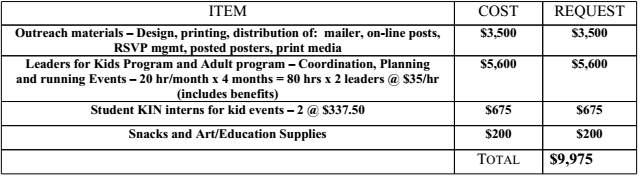 ITEM COST REQUEST
Outreach materials – Design, printing, distribution of: mailer, on-line posts, $3,500 $3,500
RSVP mgmt, posted posters, print media
Leaders for Kids Program and Adult program – Coordination, Planning $5,600 $5,600
and running Events – 20 hr/month x 4 months = 80 hrs x 2 leaders @ $35/hr
(includes benefits)
Student KIN interns for kid events – 2 @ $337.50 $675 $675
Snacks and Art/Education Supplies $200 $200
TOTAL $9,975